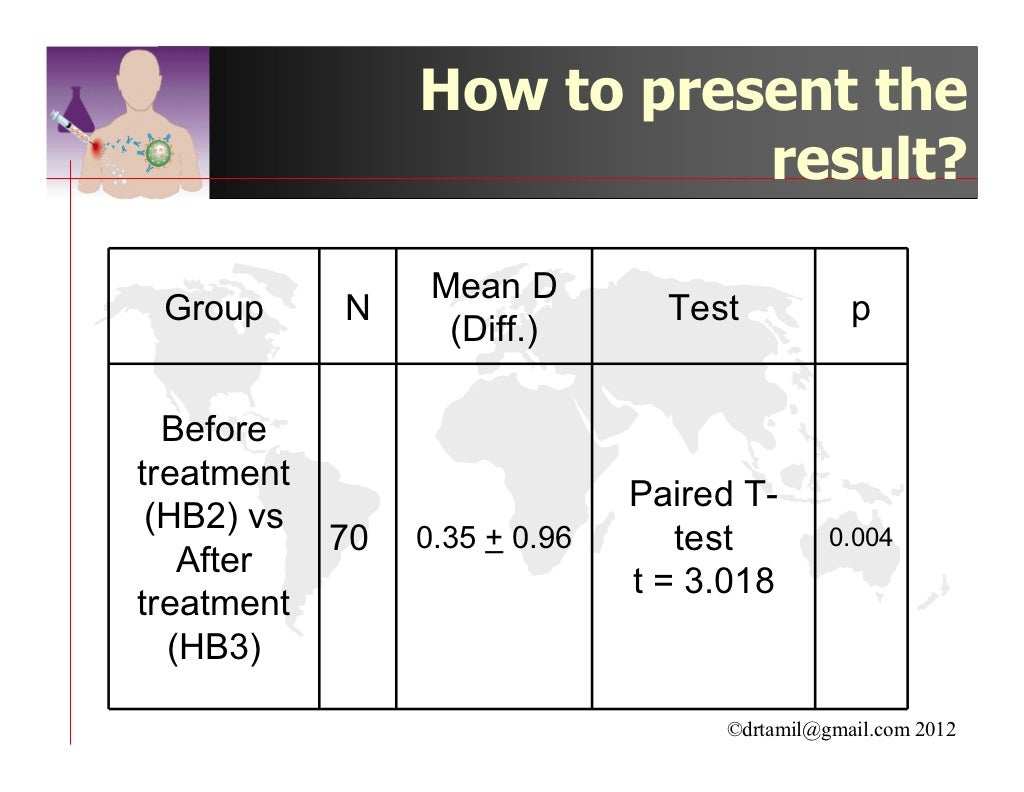 How to present the
result?
Group
N
Mean D
(Diff.)
Test
p
Before
treatment
(HB2) vs
After
treatment
(HB3)
70
0.35 + 0.96
Paired T-
test
t = 3.018
0.004
©drtamil@gmail.com 2012